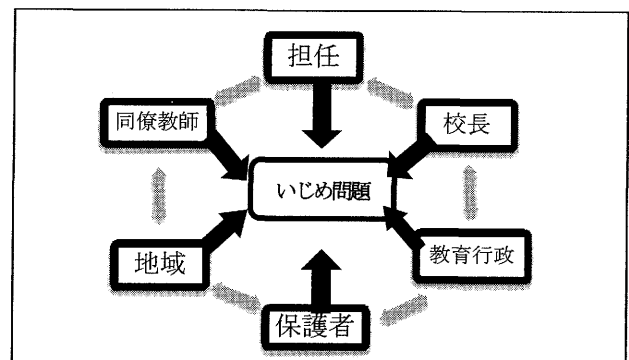 担任
同僚教師
校長
いじめ問題
地域
教育行政
保護者